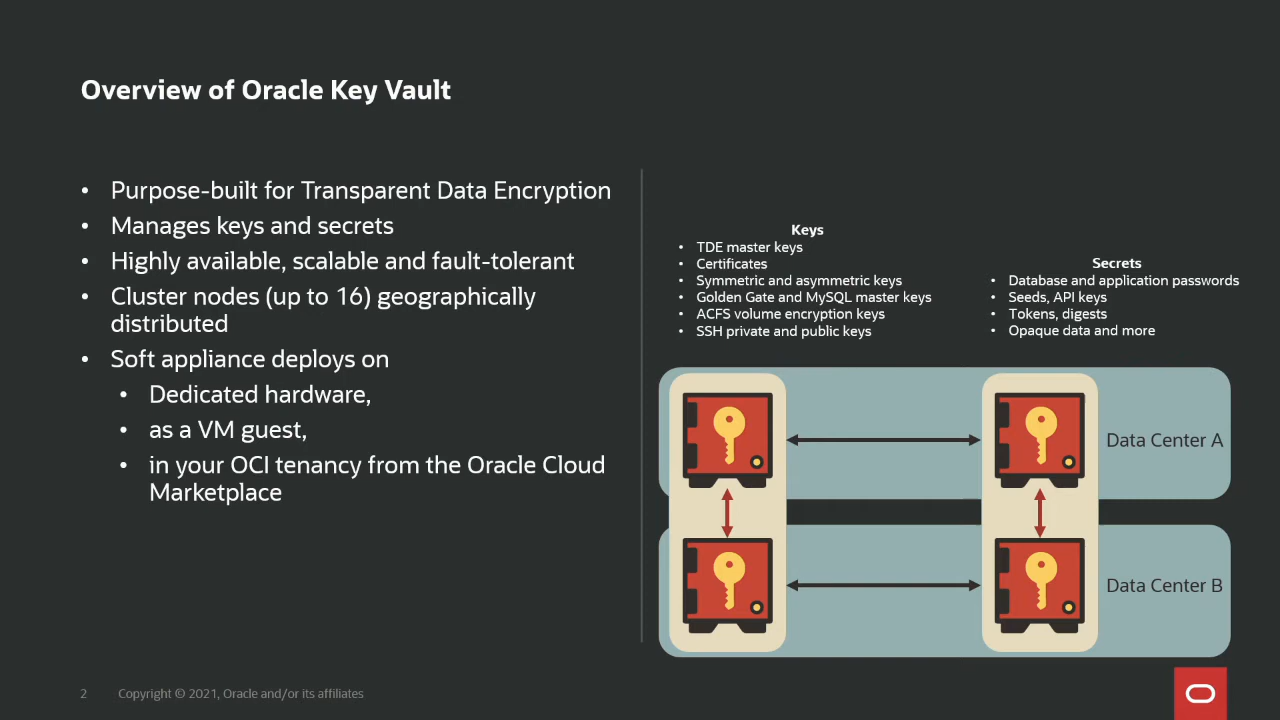 Overview of Oracle Key Vault
• Purpose-built for Transparent Data Encryption
• Manages keys and secrets
• Highly available, scalable and fault-tolerant
• Cluster nodes (up to 16) geographically
distributed
• Soft appliance deploys on
• Dedicated hardware,
• as a VM guest,
• in your OCI tenancy from the Oracle Cloud
Marketplace
Keys
• TDE master keys
• Certificates
• Symmetric and asymmetric keys
• Golden Gate and MySQL master keys
• ACFS volume encryption keys
• SSH private and public keys
Secrets
• Database and application passwords
• Seeds, API keys
• Tokens, digests
• Opaque data and more
Data Center A
Data Center B
2 Copyright © 2021, Oracle and/or its affiliates